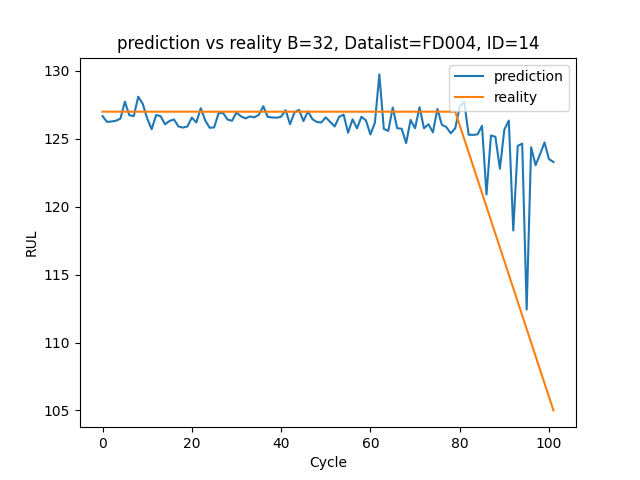 prediction vs reality B=32, Datalist=FD004, ID=14
prediction
reality
RUL
130
125
120
115
110
105
0 20 40 60 80 100
Cycle